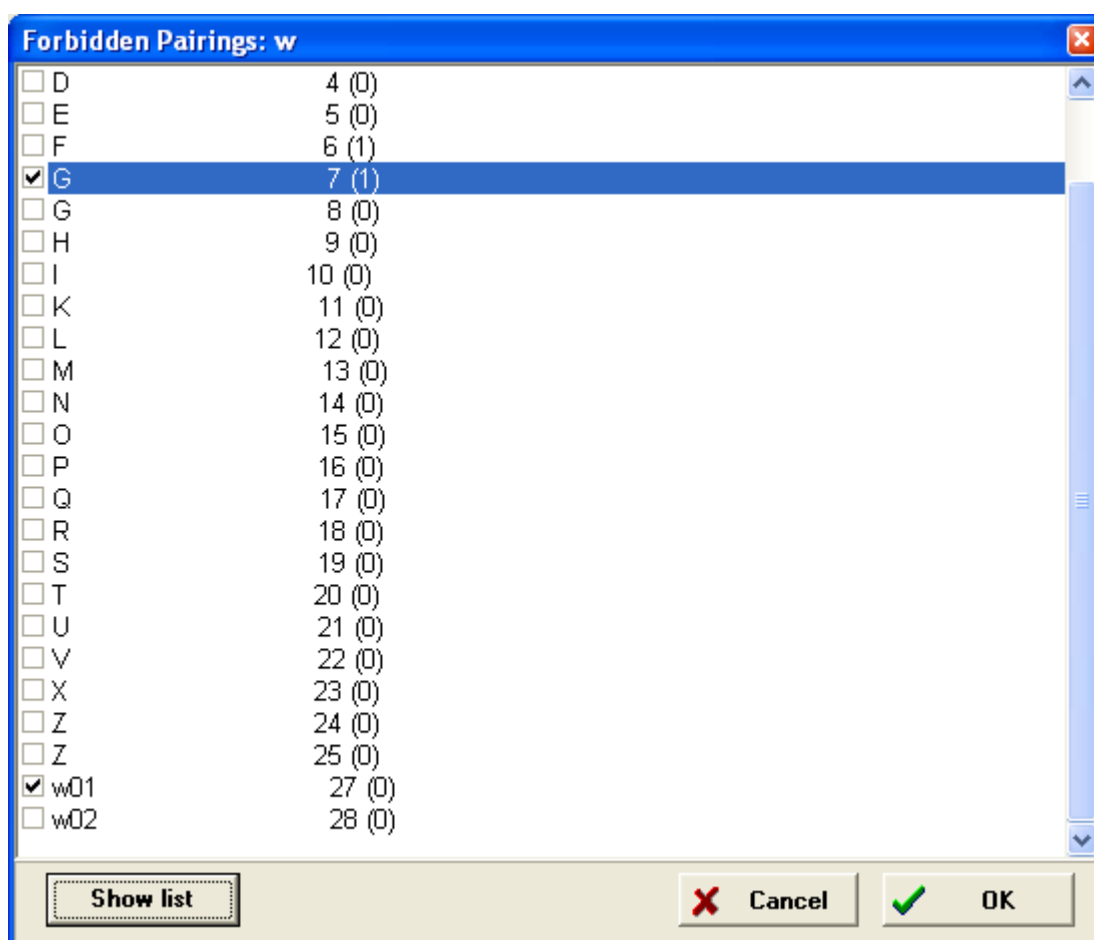 Forbidden Pairings: w
D 4 (0)
E 5 (0)
F 6 (1)
G 7 (1)
G 8 (0)
H 9 (0)
I 10 (0)
K 11 (0)
L 12 (0)
M 13 (0)
N 14 (0)
O 15 (0)
P 16 (0)
Q 17 (0)
R 18 (0)
S 19 (0)
T 20 (0)
U 21 (0)
V 22 (0)
X 23 (0)
Z 24 (0)
Z 25 (0)
w01 27 (0)
w02 28 (0)
Show list Cancel OK